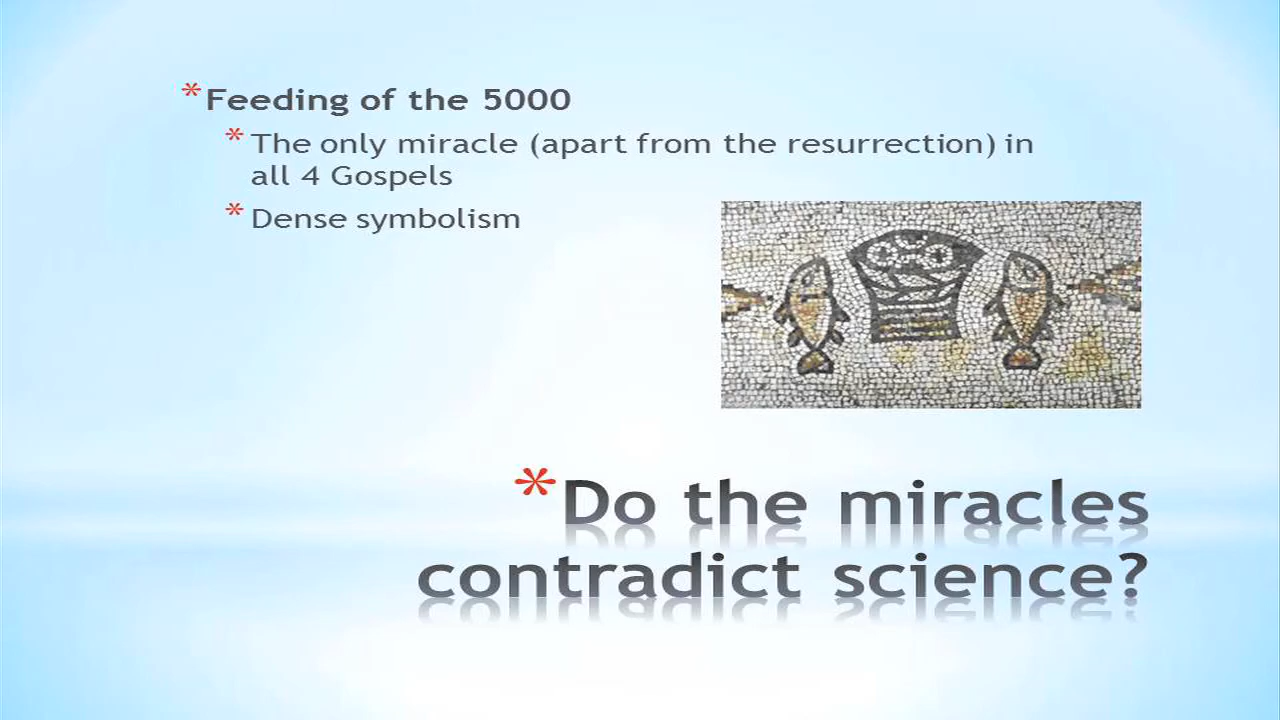 *Feeding of the 5000
*The only miracle (apart from the resurrection) in
all 4 Gospels
*Dense symbolism
*Do the miracles
contradict science?